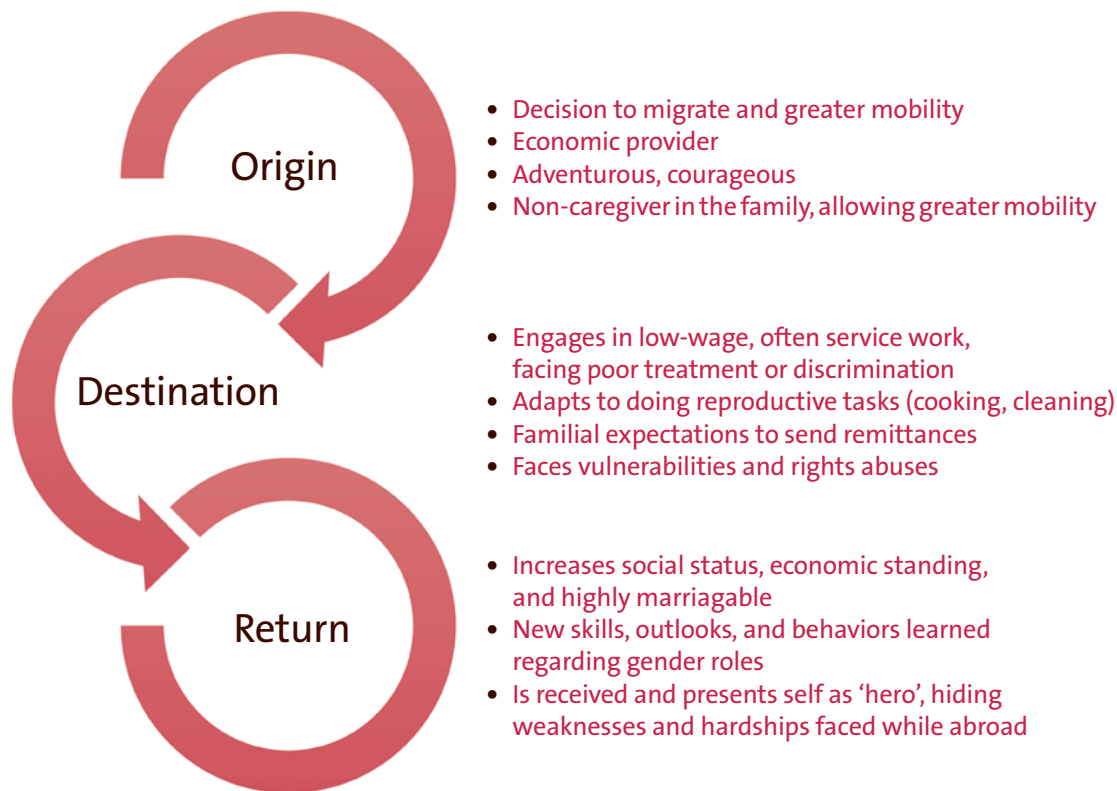 Origin
• Decision to migrate and greater mobility
• Economic provider
• Adventurous, courageous
• Non-caregiver in the family, allowing greater mobility
Destination
• Engages in low-wage, often service work,
facing poor treatment or discrimination
• Adapts to doing reproductive tasks (cooking, cleaning)
• Familial expectations to send remittances
• Faces vulnerabilities and rights abuses
Return
• Increases social status, economic standing,
and highly marriagable
• New skills, outlooks, and behaviors learned
regarding gender roles
• Is received and presents self as ‘hero’, hiding
weaknesses and hardships faced while abroad